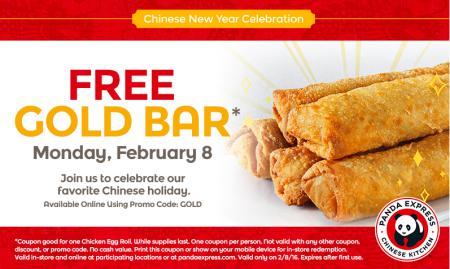 Chinese New Year Celebration
FREE
GOLD BAR*
Monday, February 8
Join us to celebrate our
favorite Chinese holiday.
Available Online Using Promo Code: GOLD
PANDA EXPRESS
CHINESE KITCHEN
*Coupon good for one Chicken Egg Roll. While supplies last. One coupon per person. Not valid with any other coupon,
discount, or promo code. No cash value. Print this coupon or show on your mobile device for in-store redemption.
Valid in-store and online at participating locations or at pandaexpress.com. Valid only on 2/8/16. Expires after first use.